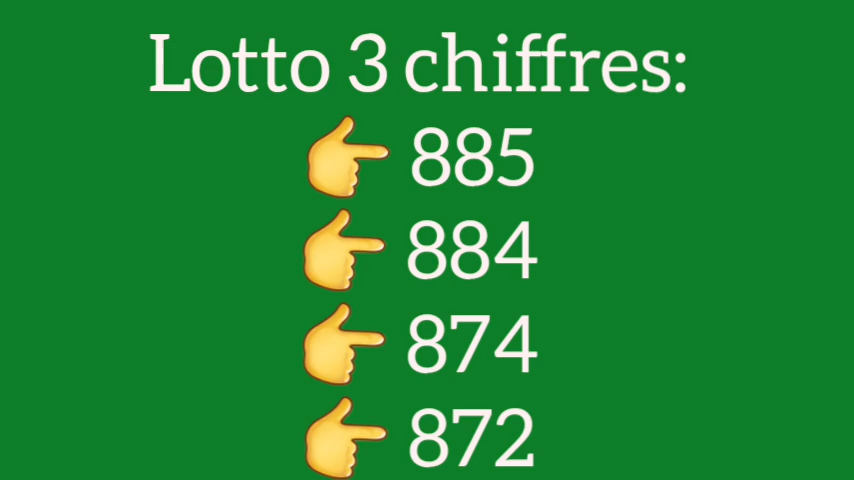 Lotto 3 chiffres:
👉 885
👉 884
👉 874
👉 872